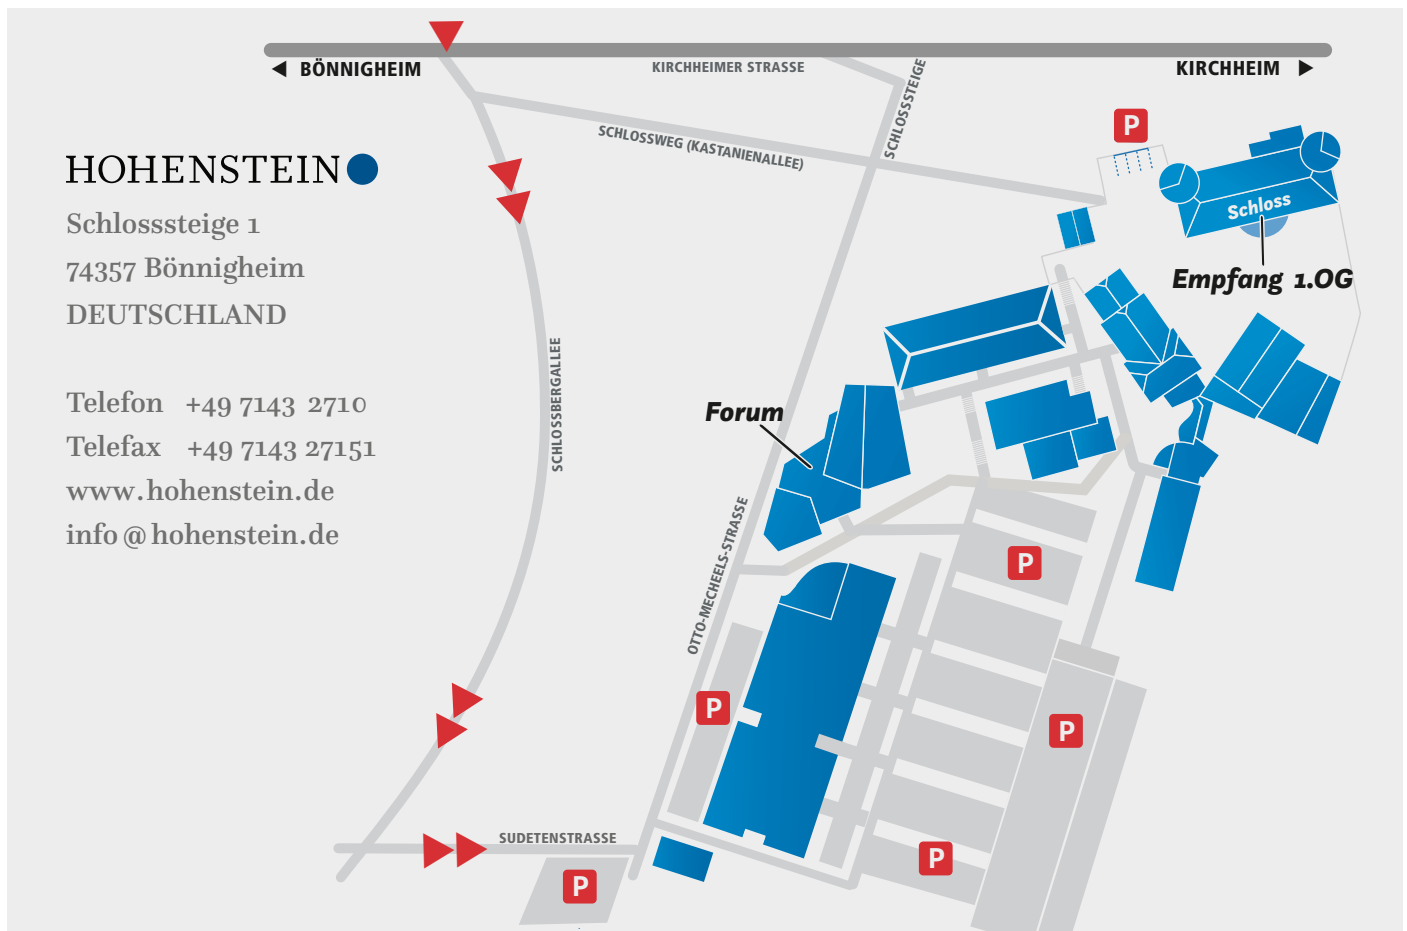 ◀ BÖNNIGHEIM
KIRCHHEIMER STRASSE
KIRCHHEIM ▶
SCHLOSSSTEIGE
SCHLOSSWEG (KASTANIENALLEE)
P
HOHENSTEIN
Schlosssteige 1
74357 Bönnigheim
DEUTSCHLAND
Telefon +49 7143 2710
Telefax +49 7143 27151
www.hohenstein.de
info@hohenstein.de
Schloss
Empfang 1.OG
SCHLOSSBERGALLEE
Forum
OTTO-MECHEELS-STRASSE
P
P
P
P
SUDETENSTRASSE
P